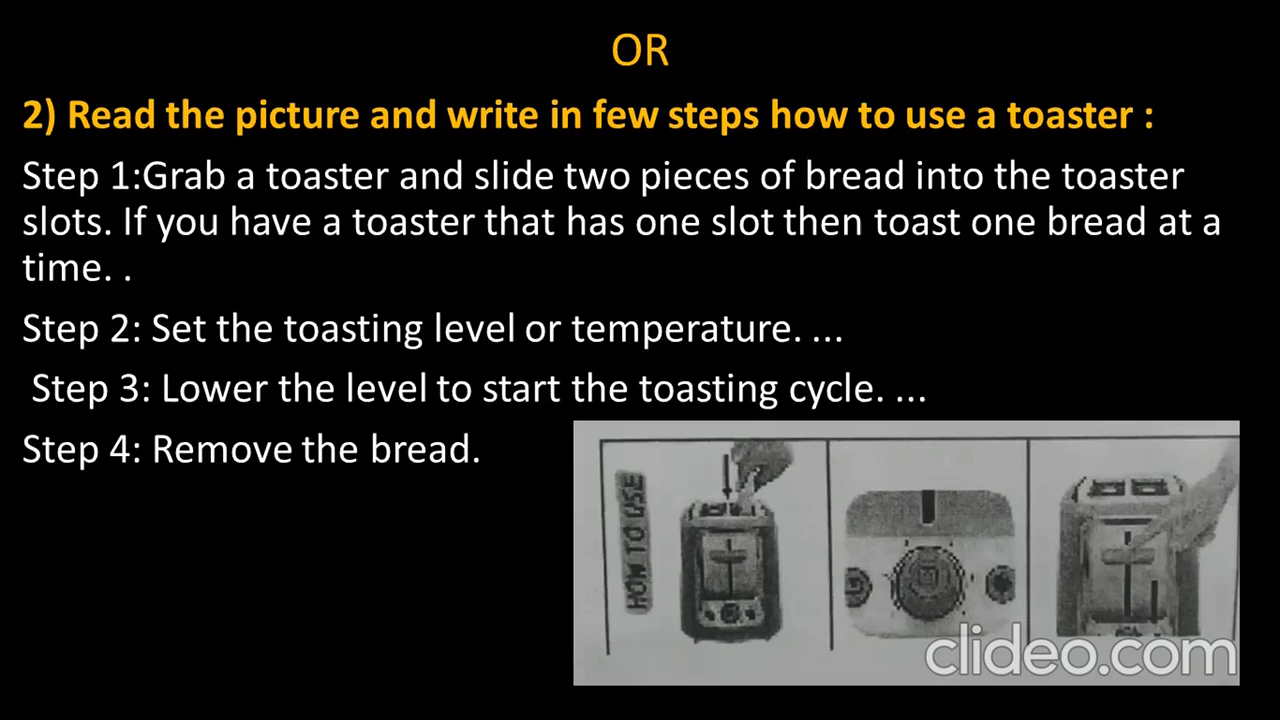 OR
2) Read the picture and write in few steps how to use a toaster :
Step 1:Grab a toaster and slide two pieces of bread into the toaster
slots. If you have a toaster that has one slot then toast one bread at a
time. .
Step 2: Set the toasting level or temperature. ...
Step 3: Lower the level to start the toasting cycle. ...
Step 4: Remove the bread.
HOW TO USE
clideo.com